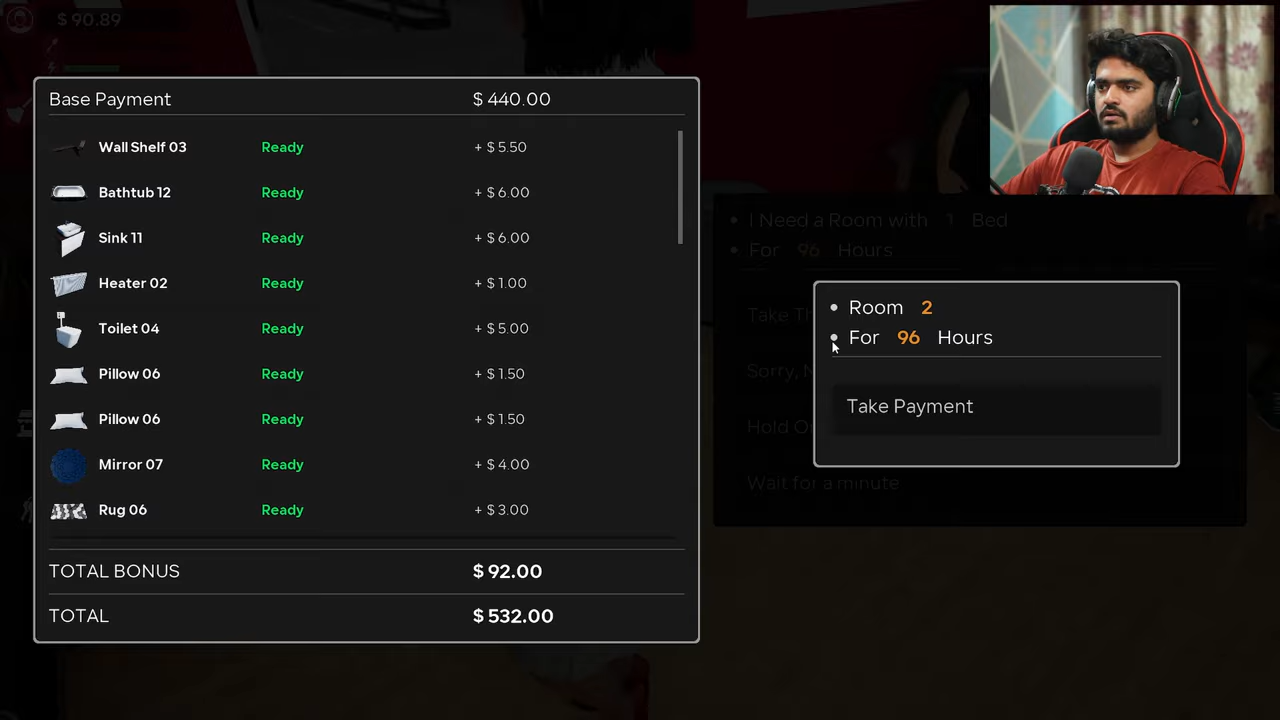 $ 90.89
Base Payment $ 440.00
Wall Shelf 03 Ready + $ 5.50
Bathtub 12 Ready + $ 6.00
Sink 11 Ready + $ 6.00
Heater 02 Ready + $ 1.00
Toilet 04 Ready + $ 5.00
Pillow 06 Ready + $ 1.50
Pillow 06 Ready + $ 1.50
Mirror 07 Ready + $ 4.00
Rug 06 Ready + $ 3.00
TOTAL BONUS $ 92.00
TOTAL $ 532.00
• I Need a Room with 1 Bed
• For 96 Hours
Take
Sorry,
Hold
Wait for a minute
• Room 2
• For 96 Hours
Take Payment